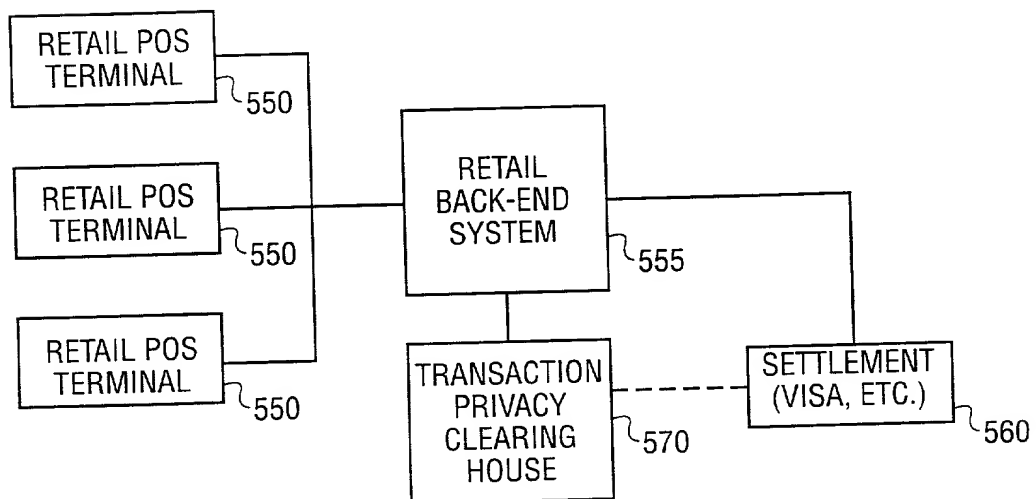 RETAIL POS
TERMINAL
550
RETAIL POS
TERMINAL
550
RETAIL POS
TERMINAL
550
RETAIL
BACK-END
SYSTEM
555
TRANSACTION
PRIVACY
CLEARING
HOUSE
570
SETTLEMENT
(VISA, ETC.)
560